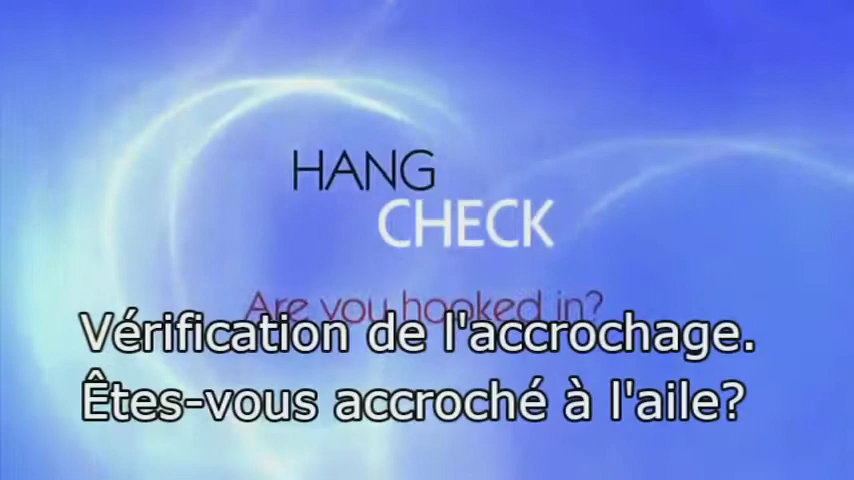 HANG
CHECK
Are you hooked in?
Vérification de l'accrochage.
Êtes-vous accroché à l'aile?